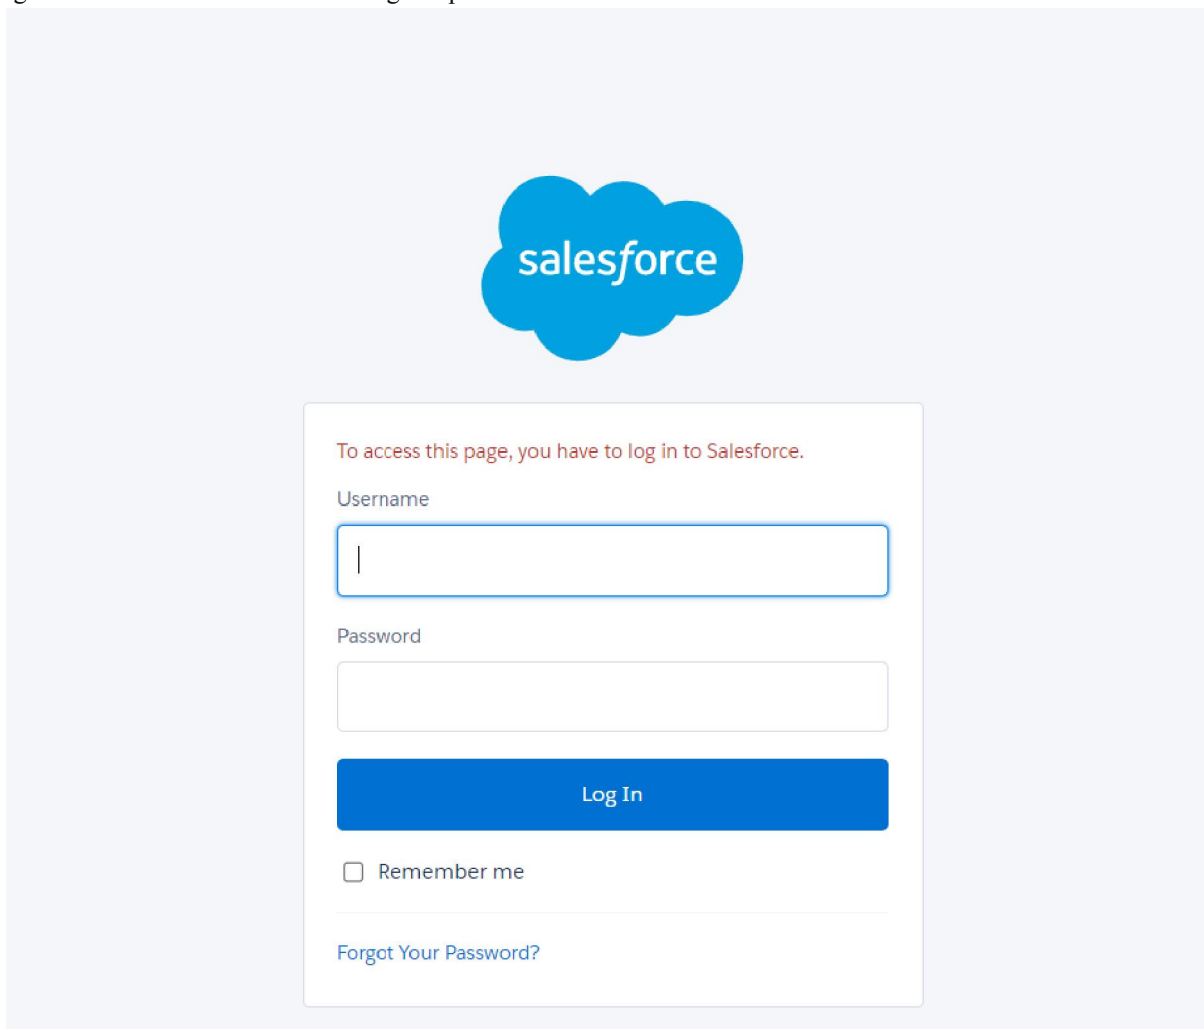 salesforce
To access this page, you have to log in to Salesforce.
Username
Password
Log In
Remember me
Forgot Your Password?